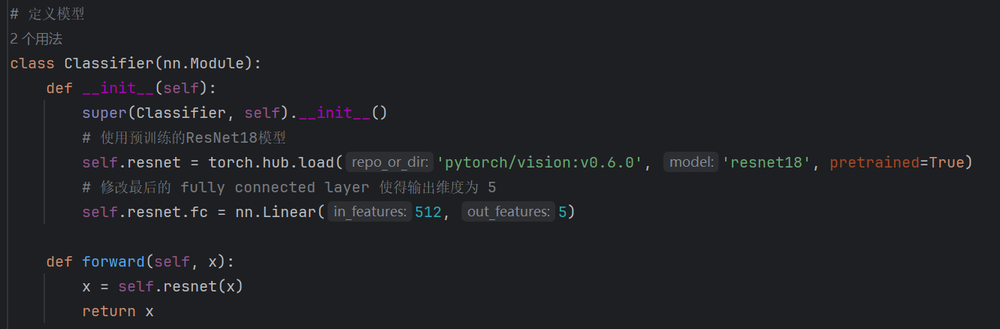 # 定义模型
2 个用法
class Classifier(nn.Module):
    def __init__(self):
        super(Classifier, self).__init__()
        # 使用预训练的ResNet18模型
        self.resnet = torch.hub.load(repo_or_dir:'pytorch/vision:v0.6.0', model:'resnet18', pretrained=True)
        # 修改最后的 fully connected layer 使得输出维度为 5
        self.resnet.fc = nn.Linear(in_features:512, out_features:5)
    def forward(self, x):
        x = self.resnet(x)
        return x